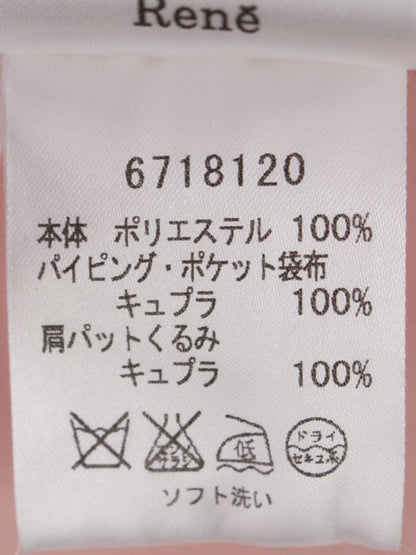 René
6718120
本体 ポリエステル 100%
パイピング・ポケット袋布
キュプラ 100%
肩パットくるみ
キュプラ 100%
低
ドライ
セキユ系
ソフト洗い